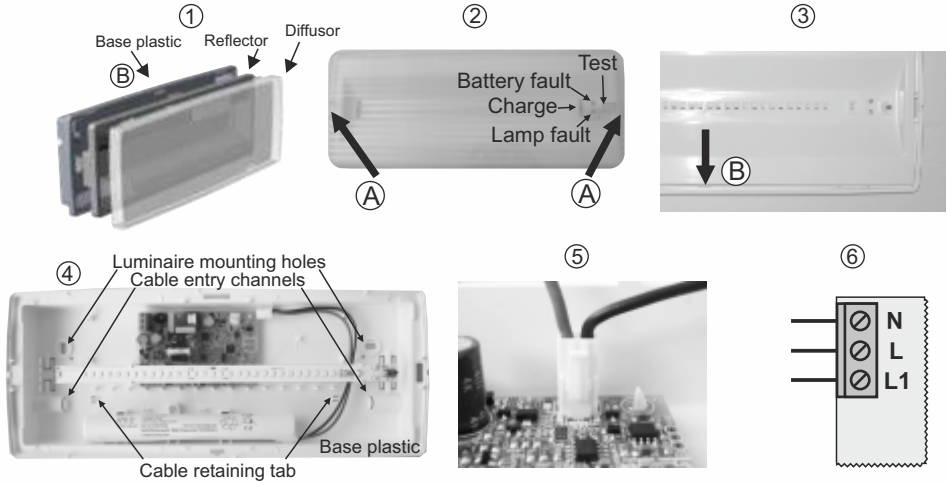 ①
Base plastic
Reflector
Diffusor
Ⓑ
②
Test
Battery fault
Charge
Lamp fault
Ⓐ
Ⓐ
③
Ⓑ
④
Luminaire mounting holes
Cable entry channels
Base plastic
Cable retaining tab
⑤
⑥
N
L
L1